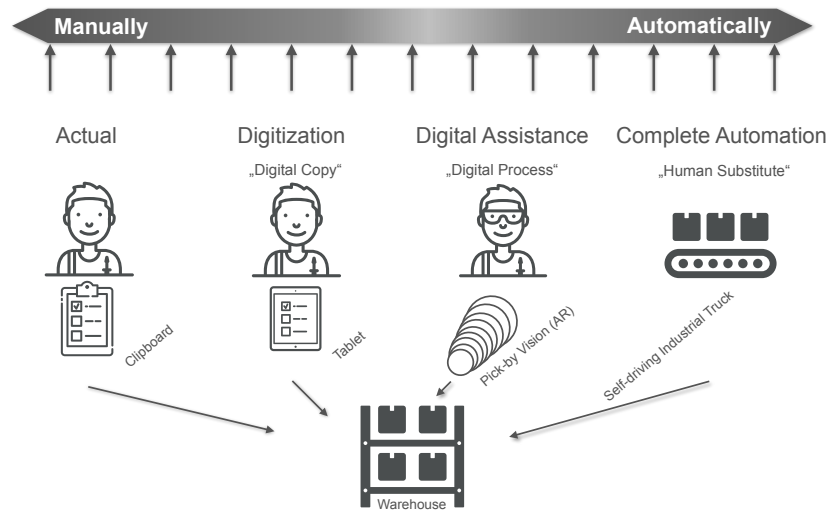 Manually
Automatically
Actual
Digitization
Digital Assistance
Complete Automation
„Digital Copy“
„Digital Process“
„Human Substitute“
Clipboard
Tablet
Pick-by Vision (AR)
Self-driving Industrial Truck
Warehouse